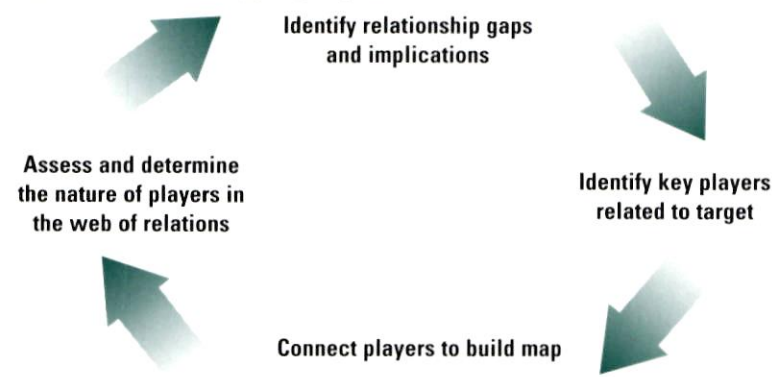 Identify relationship gaps
and implications
Assess and determine
the nature of players in
the web of relations
Identify key players
related to target
Connect players to build map